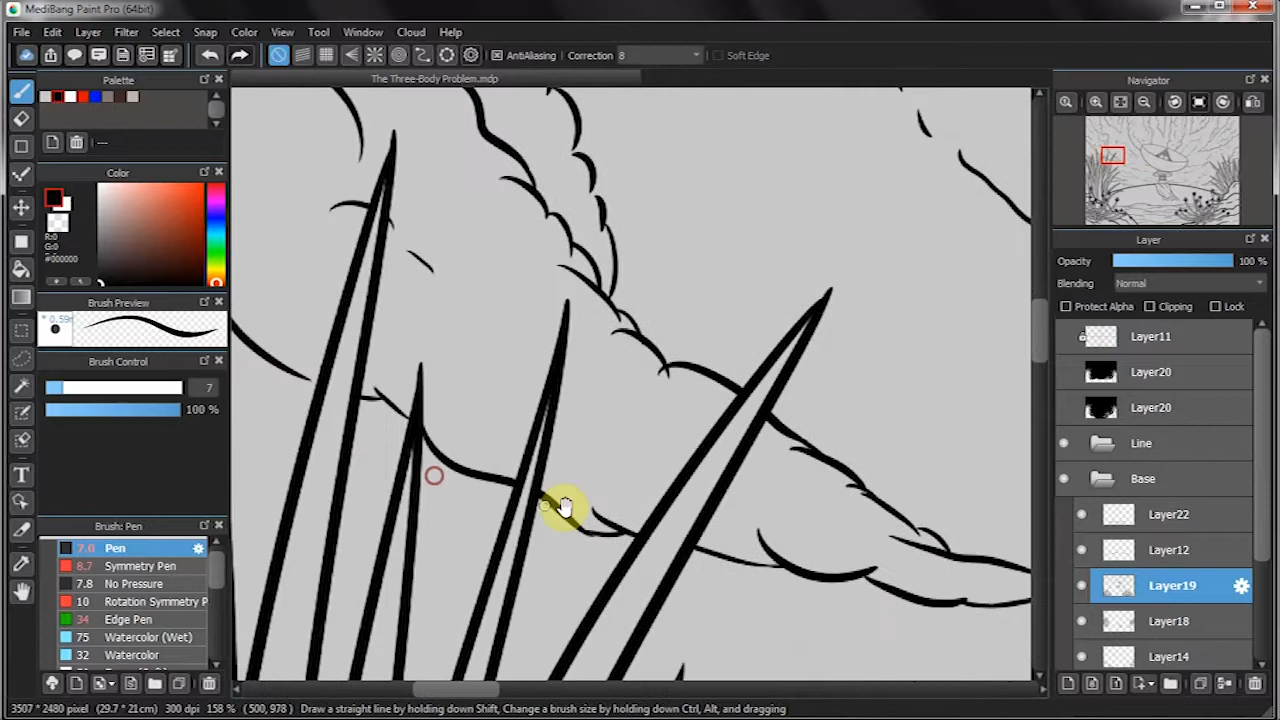 MediBang Paint Pro (64bit)
File Edit Layer Filter Select Snap Color View Tool Window Cloud Help
AntiAliasing Correction 8 Soft Edge
Palette
The Three-Body Problem.mdp
Navigator
---
Color
R:0
G:0
#000000
Brush Preview
* 0.59m
Brush Control
7
100 %
Brush: Pen
7.0 Pen
8.7 Symmetry Pen
7.8 No Pressure
10 Rotation Symmetry P
34 Edge Pen
75 Watercolor (Wet)
32 Watercolor
Layer
Opacity 100 %
Blending Normal
Protect Alpha Clipping Lock
Layer11
Layer20
Layer20
Line
Base
Layer22
Layer12
Layer19
Layer18
Layer14
3507 * 2480 pixel (29.7 * 21cm) 300 dpi 158 % (500, 978) Draw a straight line by holding down Shift, Change a brush size by holding down Ctrl, Alt, and dragging